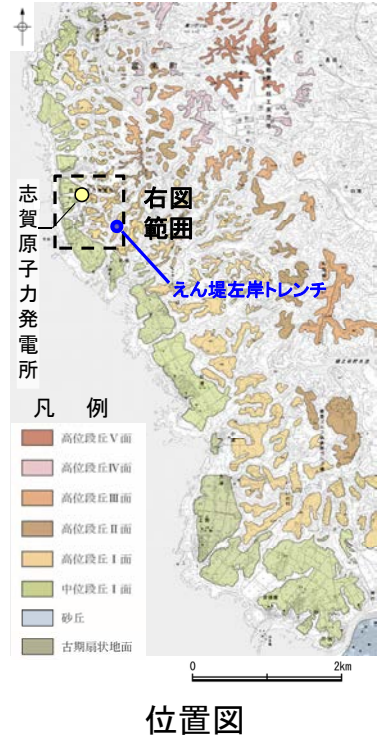 志賀原子力発電所
右図
範囲
えん堤左岸トレンチ
凡 例
高位段丘Ⅴ面
高位段丘Ⅳ面
高位段丘Ⅲ面
高位段丘Ⅱ面
高位段丘Ⅰ面
中位段丘Ⅰ面
砂丘
古期扇状地面
0 2km
位置図